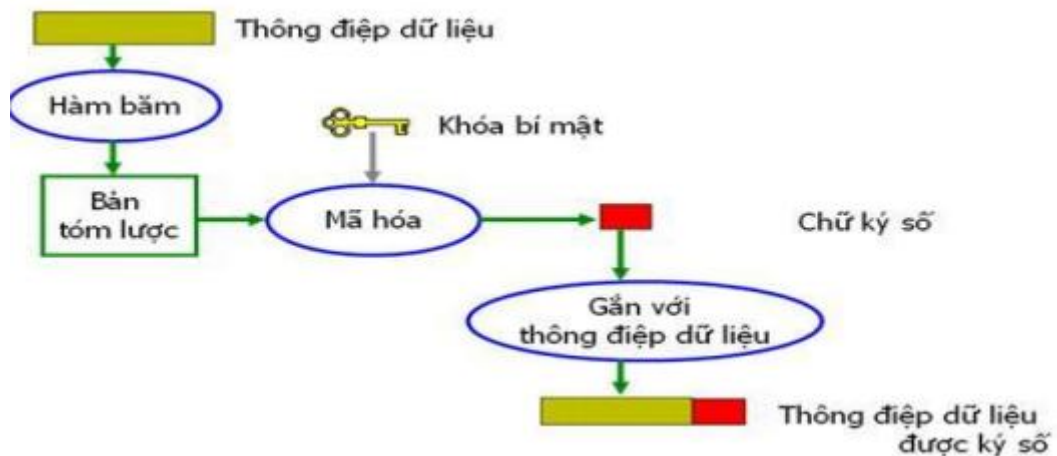 Thông điệp dữ liệu
Hàm băm
Khóa bí mật
Bản
tóm lược
Mã hóa
Chữ ký số
Gắn với
thông điệp dữ liệu
Thông điệp dữ liệu
được ký số